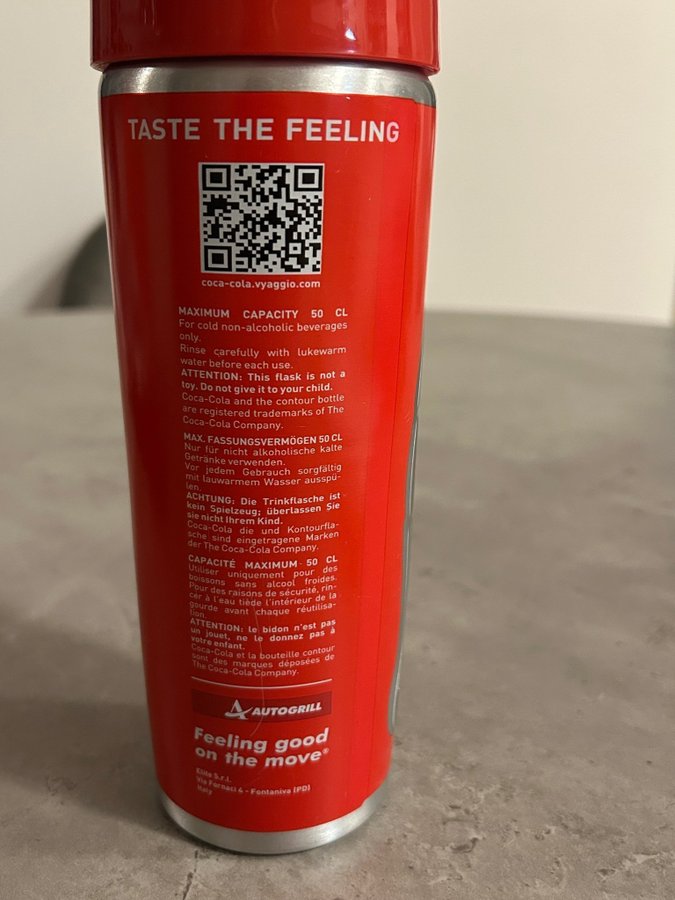 TASTE THE FEELING
coca-cola.vyaggio.com
MAXIMUM CAPACITY 50 CL
For cold non-alcoholic beverages
only.
Rinse carefully with lukewarm
water before each use.
ATTENTION: This flask is not a
toy. Do not give it to your child.
Coca-Cola and the contour bottle
are registered trademarks of The
Coca-Cola Company.
MAX. FASSUNGSVERMÖGEN 50 CL
Nur für nicht alkoholische kalte
Getränke verwenden.
Vor jedem Gebrauch sorgfältig
mit lauwarmem Wasser ausspü-
len.
ACHTUNG: Die Trinkflasche ist
kein Spielzeug; überlassen Sie
sie nicht Ihrem Kind.
Coca-Cola die und Kontourfla-
sche sind eingetragene Marken
der The Coca-Cola Company.
CAPACITÉ MAXIMUM 50 CL
Utiliser uniquement pour des
boissons sans alcool froides.
Pour des raisons de sécurité, rin-
cer à l'eau tiède l'intérieur de la
gourde avant chaque réutilisa-
tion.
ATTENTION: le bidon n'est pas
un jouet, ne le donnez pas à
votre enfant.
Coca-Cola et la bouteille contour
sont des marques déposées de
The Coca-Cola Company.
AUTOGRILL
Feeling good
on the move®
Elite S.r.l.
Via Fornaci 4 - Fontaniva (PD)
Italy